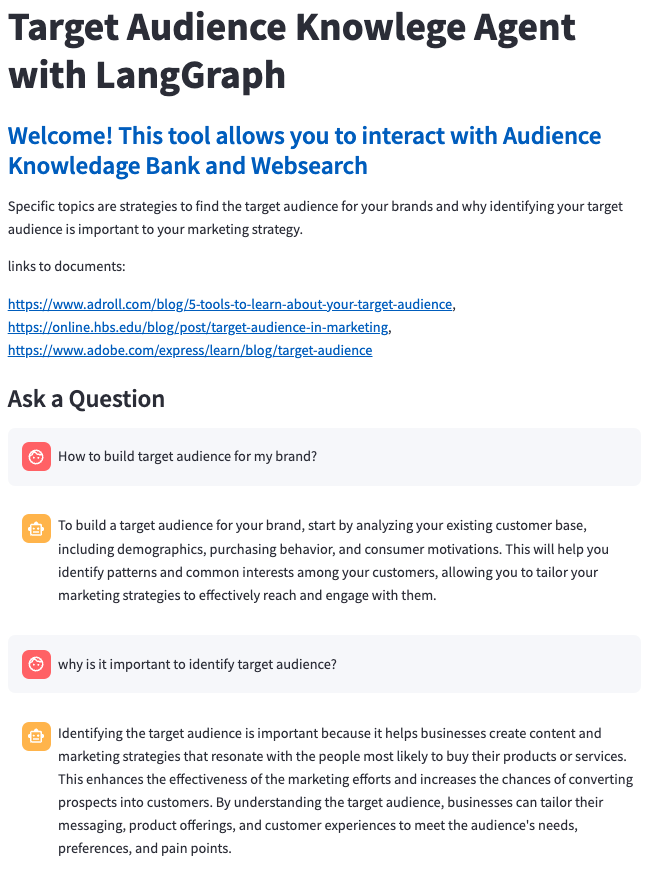 Target Audience Knowlege Agent
with LangGraph
Welcome! This tool allows you to interact with Audience
Knowledage Bank and Websearch
Specific topics are strategies to find the target audience for your brands and why identifying your target
audience is important to your marketing strategy.
links to documents:
https://www.adroll.com/blog/5-tools-to-learn-about-your-target-audience,
https://online.hbs.edu/blog/post/target-audience-in-marketing,
https://www.adobe.com/express/learn/blog/target-audience
Ask a Question
How to build target audience for my brand?
To build a target audience for your brand, start by analyzing your existing customer base,
including demographics, purchasing behavior, and consumer motivations. This will help you
identify patterns and common interests among your customers, allowing you to tailor your
marketing strategies to effectively reach and engage with them.
why is it important to identify target audience?
Identifying the target audience is important because it helps businesses create content and
marketing strategies that resonate with the people most likely to buy their products or services.
This enhances the effectiveness of the marketing efforts and increases the chances of converting
prospects into customers. By understanding the target audience, businesses can tailor their
messaging, product offerings, and customer experiences to meet the audience's needs,
preferences, and pain points.